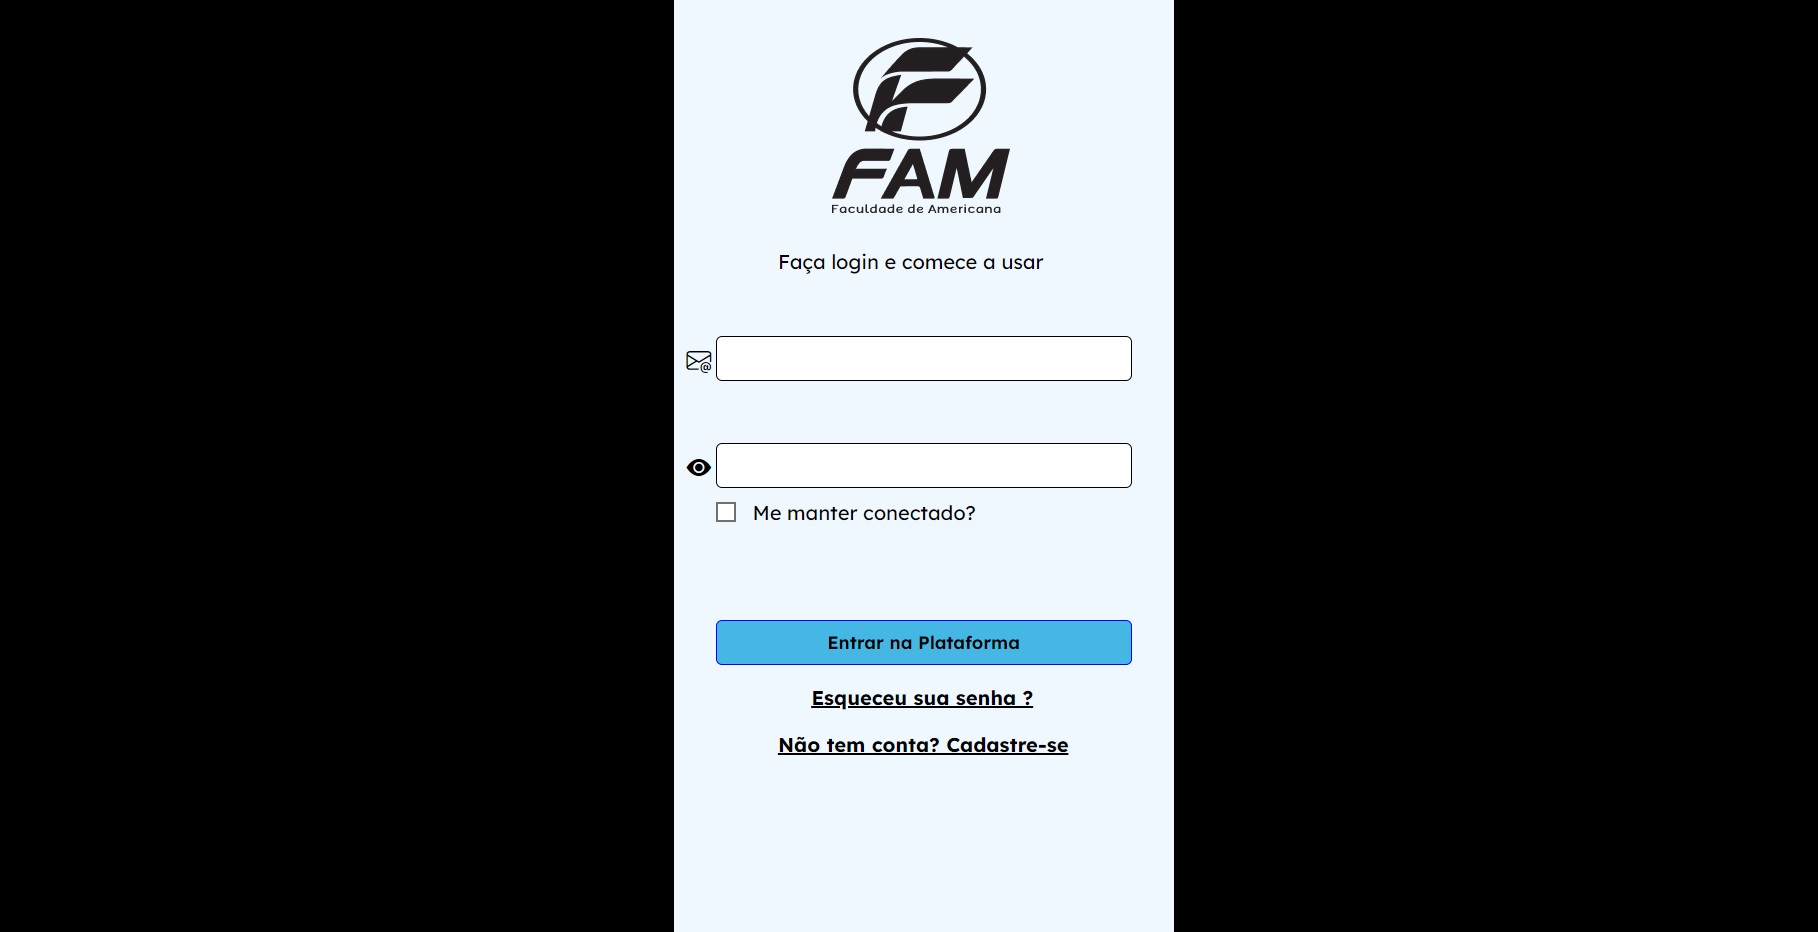 FAM
Faculdade de Americana
Faça login e comece a usar
@
Me manter conectado?
Entrar na Plataforma
Esqueceu sua senha ?
Não tem conta? Cadastre-se